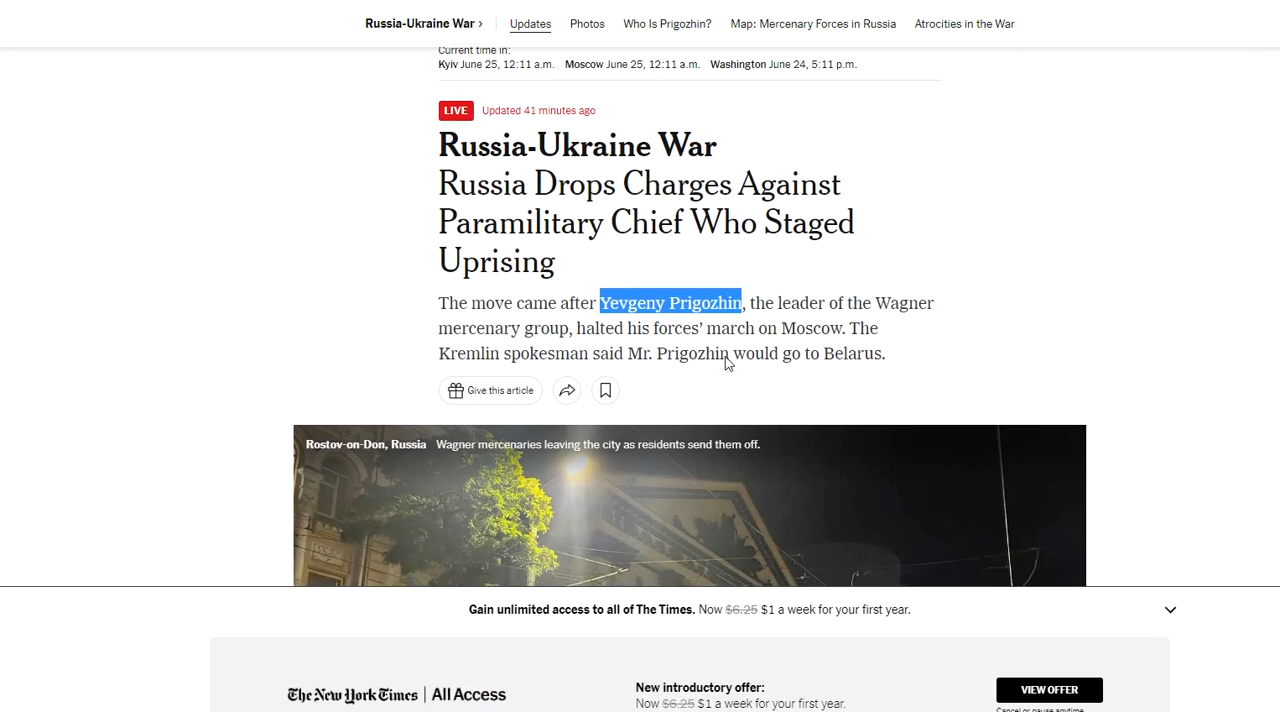 Russia-Ukraine War ›
Updates
Photos
Who Is Prigozhin?
Map: Mercenary Forces in Russia
Atrocities in the War
Current time in:
Kyiv June 25, 12:11 a.m. Moscow June 25, 12:11 a.m. Washington June 24, 5:11 p.m.
LIVE Updated 41 minutes ago
Russia-Ukraine War
Russia Drops Charges Against
Paramilitary Chief Who Staged
Uprising
The move came after Yevgeny Prigozhin, the leader of the Wagner
mercenary group, halted his forces’ march on Moscow. The
Kremlin spokesman said Mr. Prigozhin would go to Belarus.
Give this article
Rostov-on-Don, Russia Wagner mercenaries leaving the city as residents send them off.
Gain unlimited access to all of The Times. Now $6.25 $1 a week for your first year.
The New York Times | All Access
New introductory offer:
Now $6.25 $1 a week for your first year.
VIEW OFFER
Cancel or pause anytime